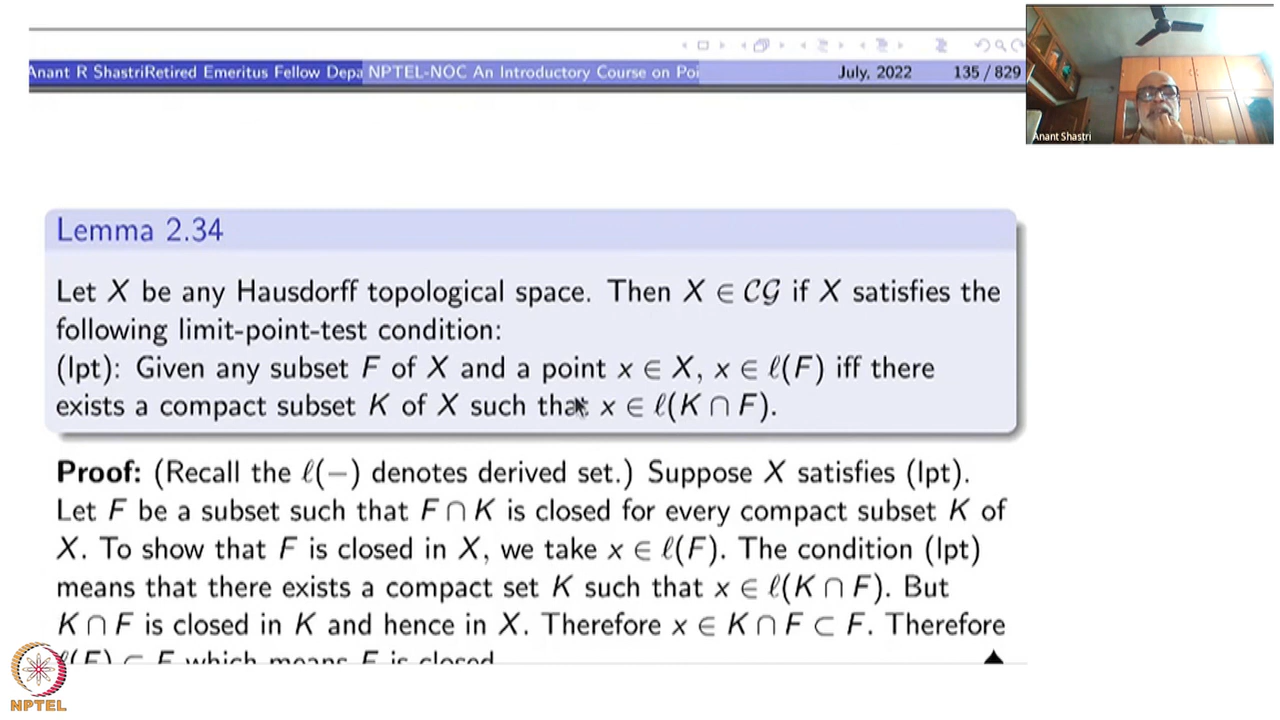 Anant R ShastriRetired Emeritus Fellow Depa NPTEL-NOC An Introductory Course on Poi July, 2022 135 / 829
Anant Shastri
Lemma 2.34
Let X be any Hausdorff topological space. Then X ∈ 𝒞𝒢 if X satisfies the
following limit-point-test condition:
(lpt): Given any subset F of X and a point x ∈ X, x ∈ ℓ(F) iff there
exists a compact subset K of X such that x ∈ ℓ(K ∩ F).
Proof: (Recall the ℓ(−) denotes derived set.) Suppose X satisfies (lpt).
Let F be a subset such that F ∩ K is closed for every compact subset K of
X. To show that F is closed in X, we take x ∈ ℓ(F). The condition (lpt)
means that there exists a compact set K such that x ∈ ℓ(K ∩ F). But
K ∩ F is closed in K and hence in X. Therefore x ∈ K ∩ F ⊂ F. Therefore
ℓ(F) ⊂ F which means F is closed
NPTEL